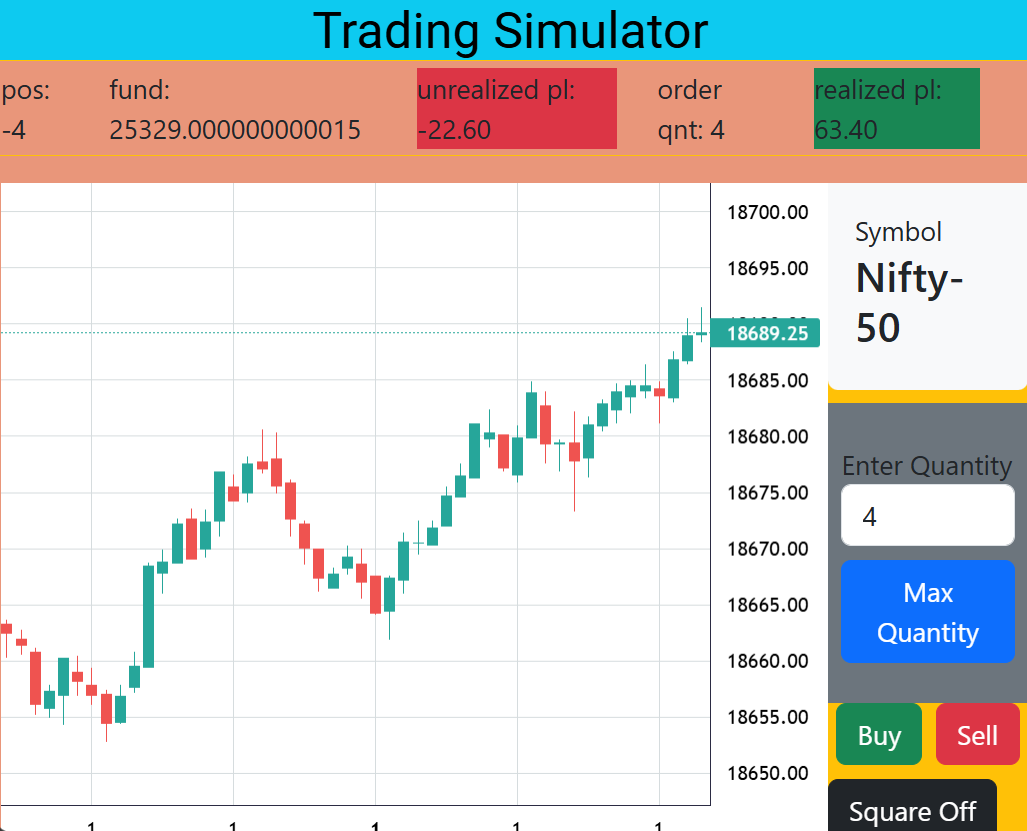 Trading Simulator
pos:
-4
fund:
25329.000000000015
unrealized pl:
-22.60
order
qnt: 4
realized pl:
63.40
18700.00
18695.00
18689.25
18685.00
18680.00
18675.00
18670.00
18665.00
18660.00
18655.00
18650.00
1 1 1 1 1
Symbol
Nifty-
50
Enter Quantity
4
Max
Quantity
Buy
Sell
Square Off